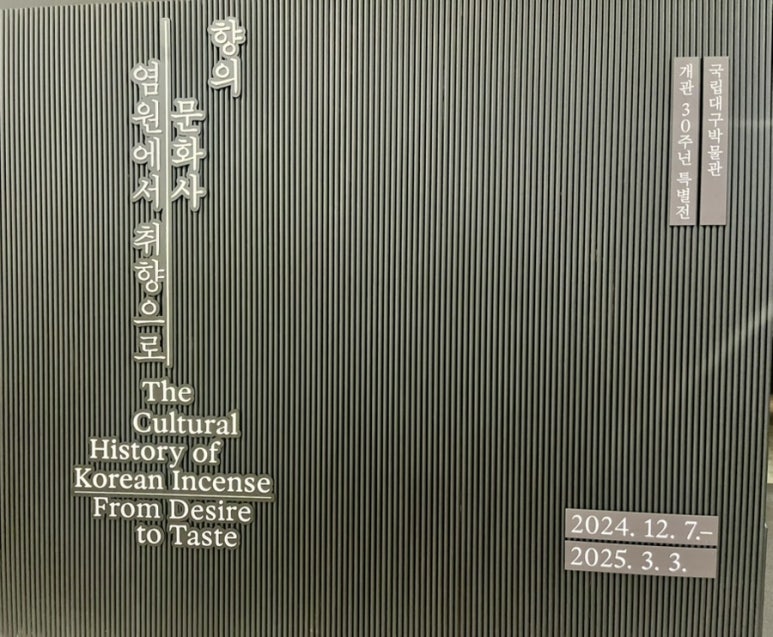 향의
문화사
염원에서 취향으로
The
Cultural
History of
Korean Incense
From Desire
to Taste
국립대구박물관
개관 30주년 특별전
2024. 12. 7.–
2025. 3. 3.